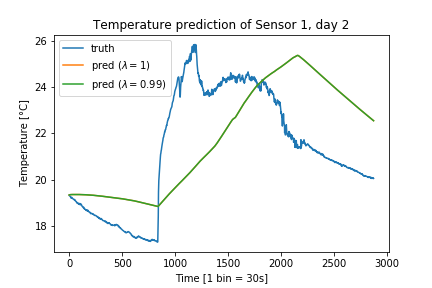 Temperature prediction of Sensor 1, day 2
truth
pred (λ = 1)
pred (λ = 0.99)
Temperature [°C]
26
24
22
20
18
0 500 1000 1500 2000 2500 3000
Time [1 bin = 30s]